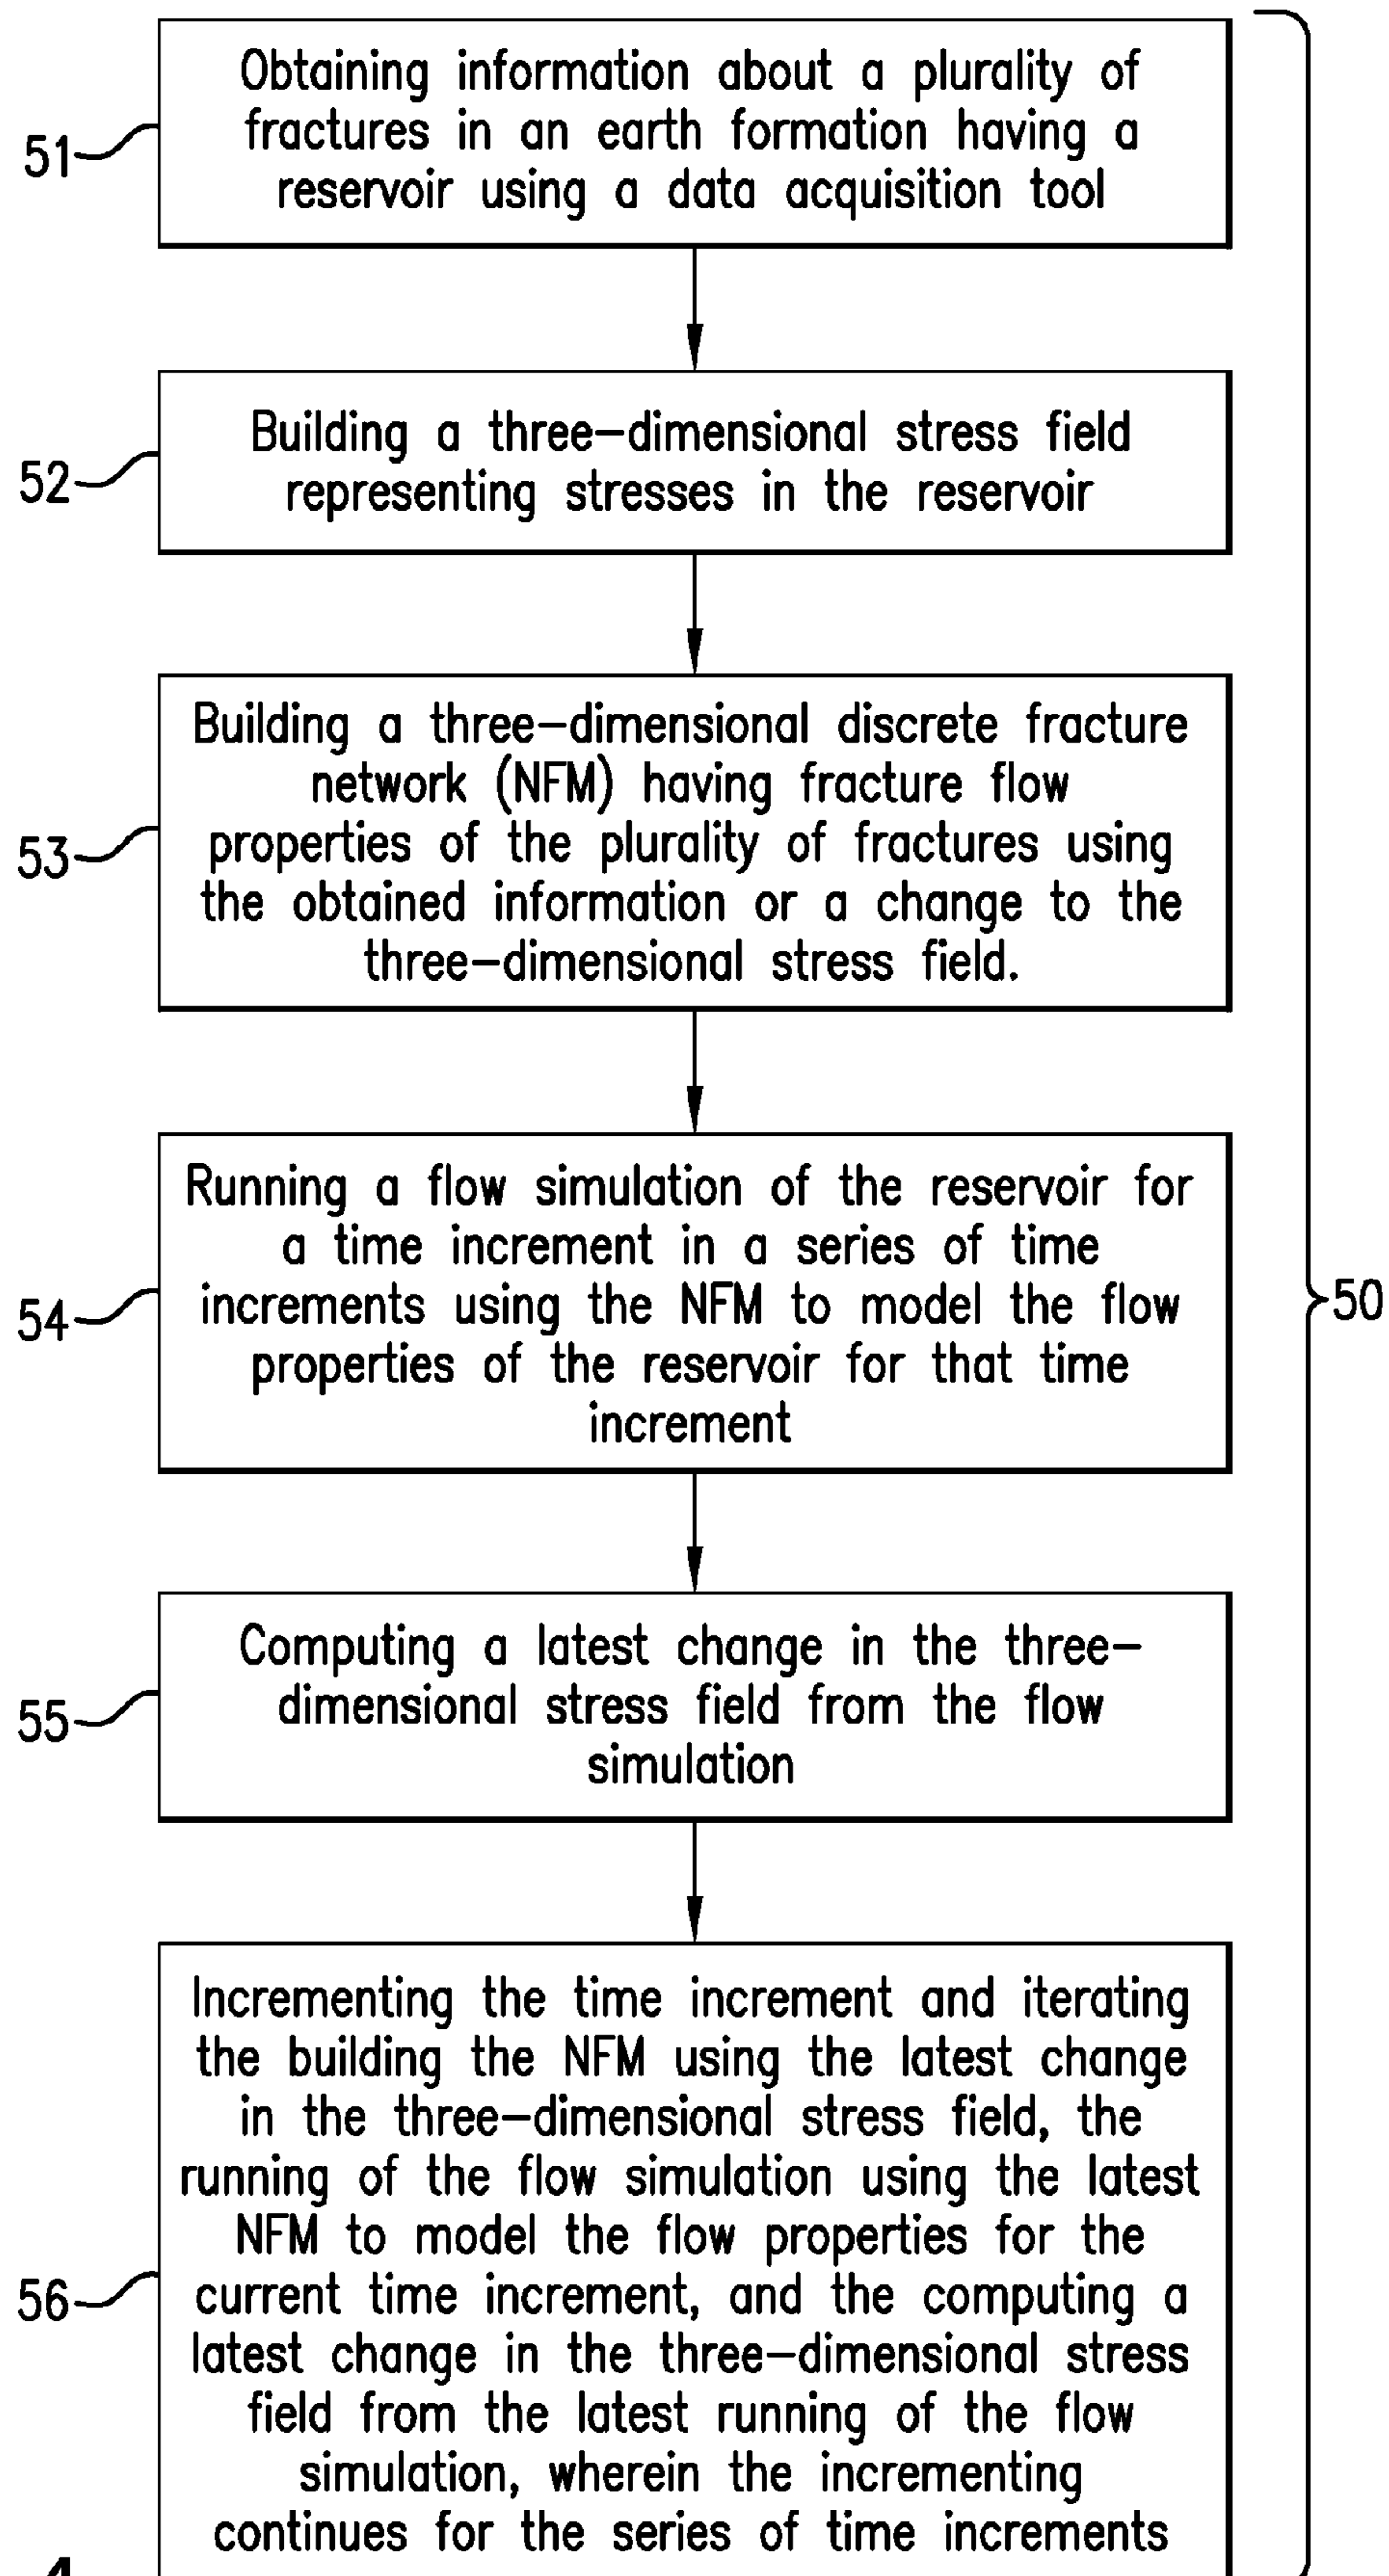 Obtaining information about a plurality of
fractures in an earth formation having a
reservoir using a data acquisition tool
51
Building a three-dimensional stress field
representing stresses in the reservoir
52
Building a three-dimensional discrete fracture
network (NFM) having fracture flow
properties of the plurality of fractures using
the obtained information or a change to the
three-dimensional stress field.
53
Running a flow simulation of the reservoir for
a time increment in a series of time
increments using the NFM to model the flow
properties of the reservoir for that time
increment
54
50
Computing a latest change in the three-
dimensional stress field from the flow
simulation
55
Incrementing the time increment and iterating
the building the NFM using the latest change
in the three-dimensional stress field, the
running of the flow simulation using the latest
NFM to model the flow properties for the
current time increment, and the computing a
latest change in the three-dimensional stress
field from the latest running of the flow
simulation, wherein the incrementing
continues for the series of time increments
56